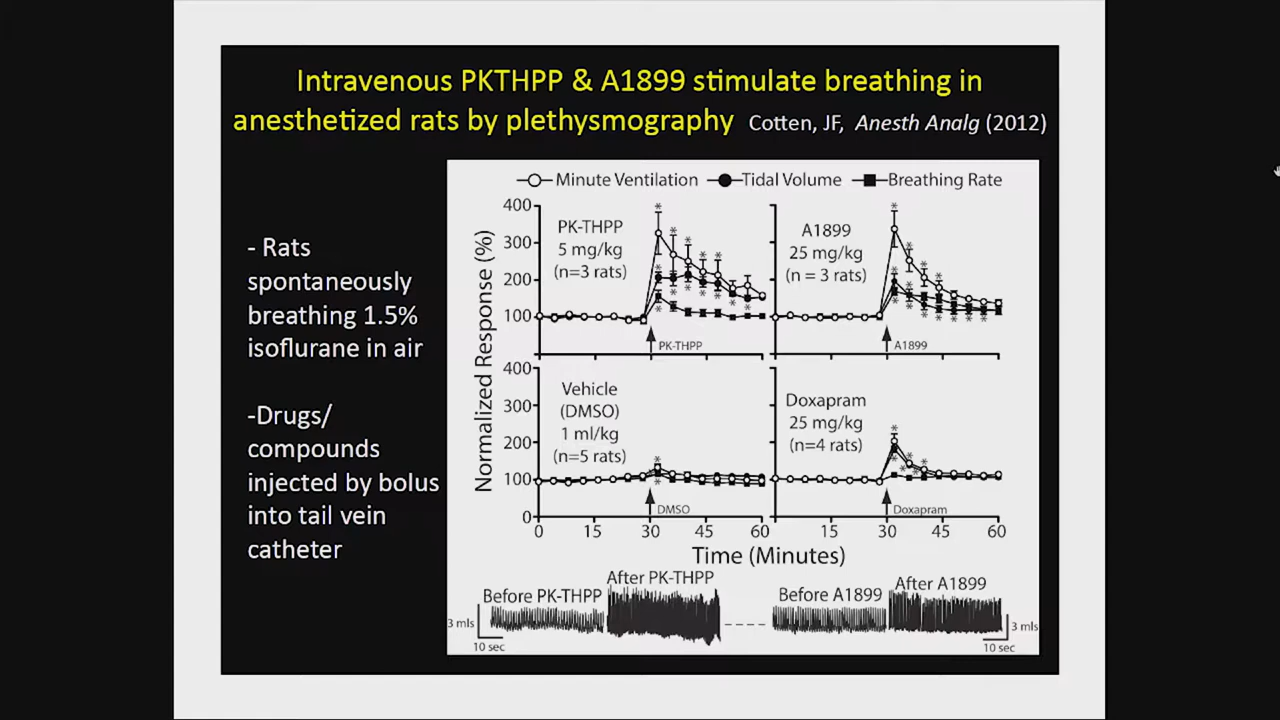 Intravenous PKTHPP & A1899 stimulate breathing in
anesthetized rats by plethysmography Cotten, JF, Anesth Analg (2012)
- Rats
spontaneously
breathing 1.5%
isoflurane in air
-Drugs/
compounds
injected by bolus
into tail vein
catheter
Minute Ventilation Tidal Volume Breathing Rate
Normalized Response (%)
400
300
200
100
PK-THPP
5 mg/kg
(n=3 rats)
PK-THPP
A1899
25 mg/kg
(n = 3 rats)
A1899
400
300
200
100
0
Vehicle
(DMSO)
1 ml/kg
(n=5 rats)
DMSO
Doxapram
25 mg/kg
(n=4 rats)
Doxapram
0 15 30 45 60 15 30 45 60
Time (Minutes)
Before PK-THPP After PK-THPP
3 mls
10 sec
Before A1899 After A1899
3 mls
10 sec